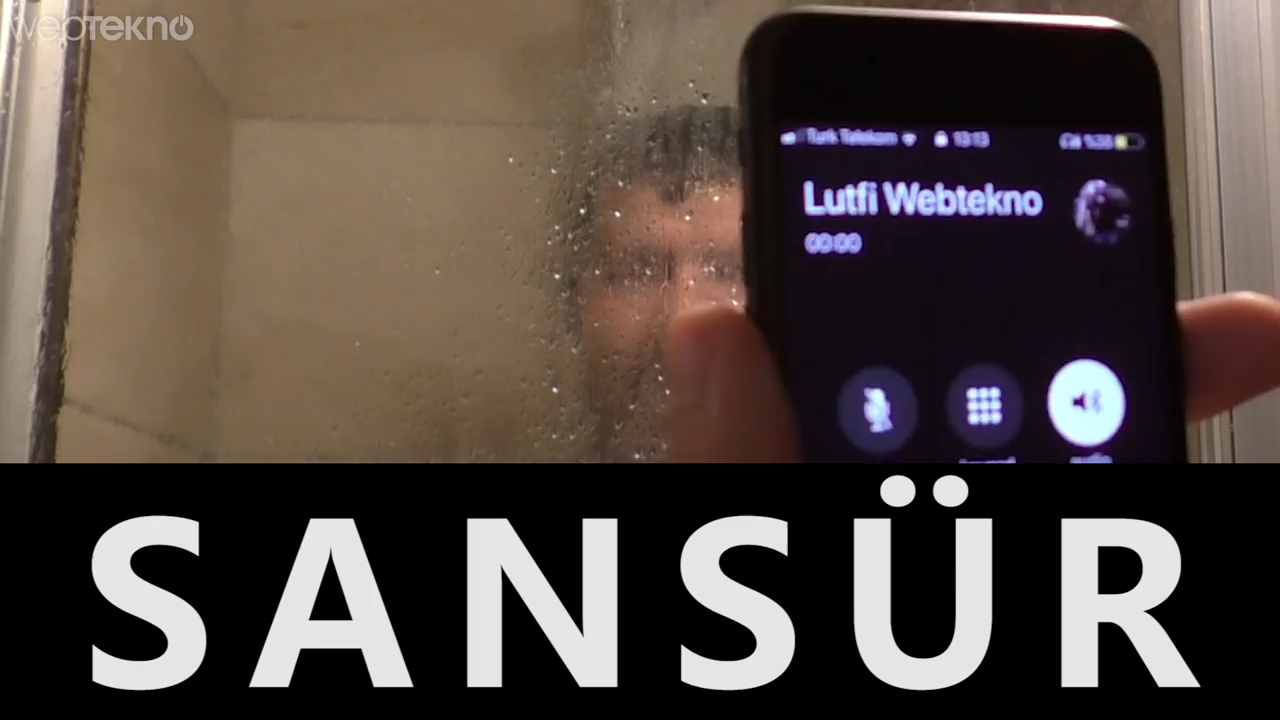 webTEKNO
Turk Telekom
13:13
Lutfi Webtekno
00:00
SANSÜR